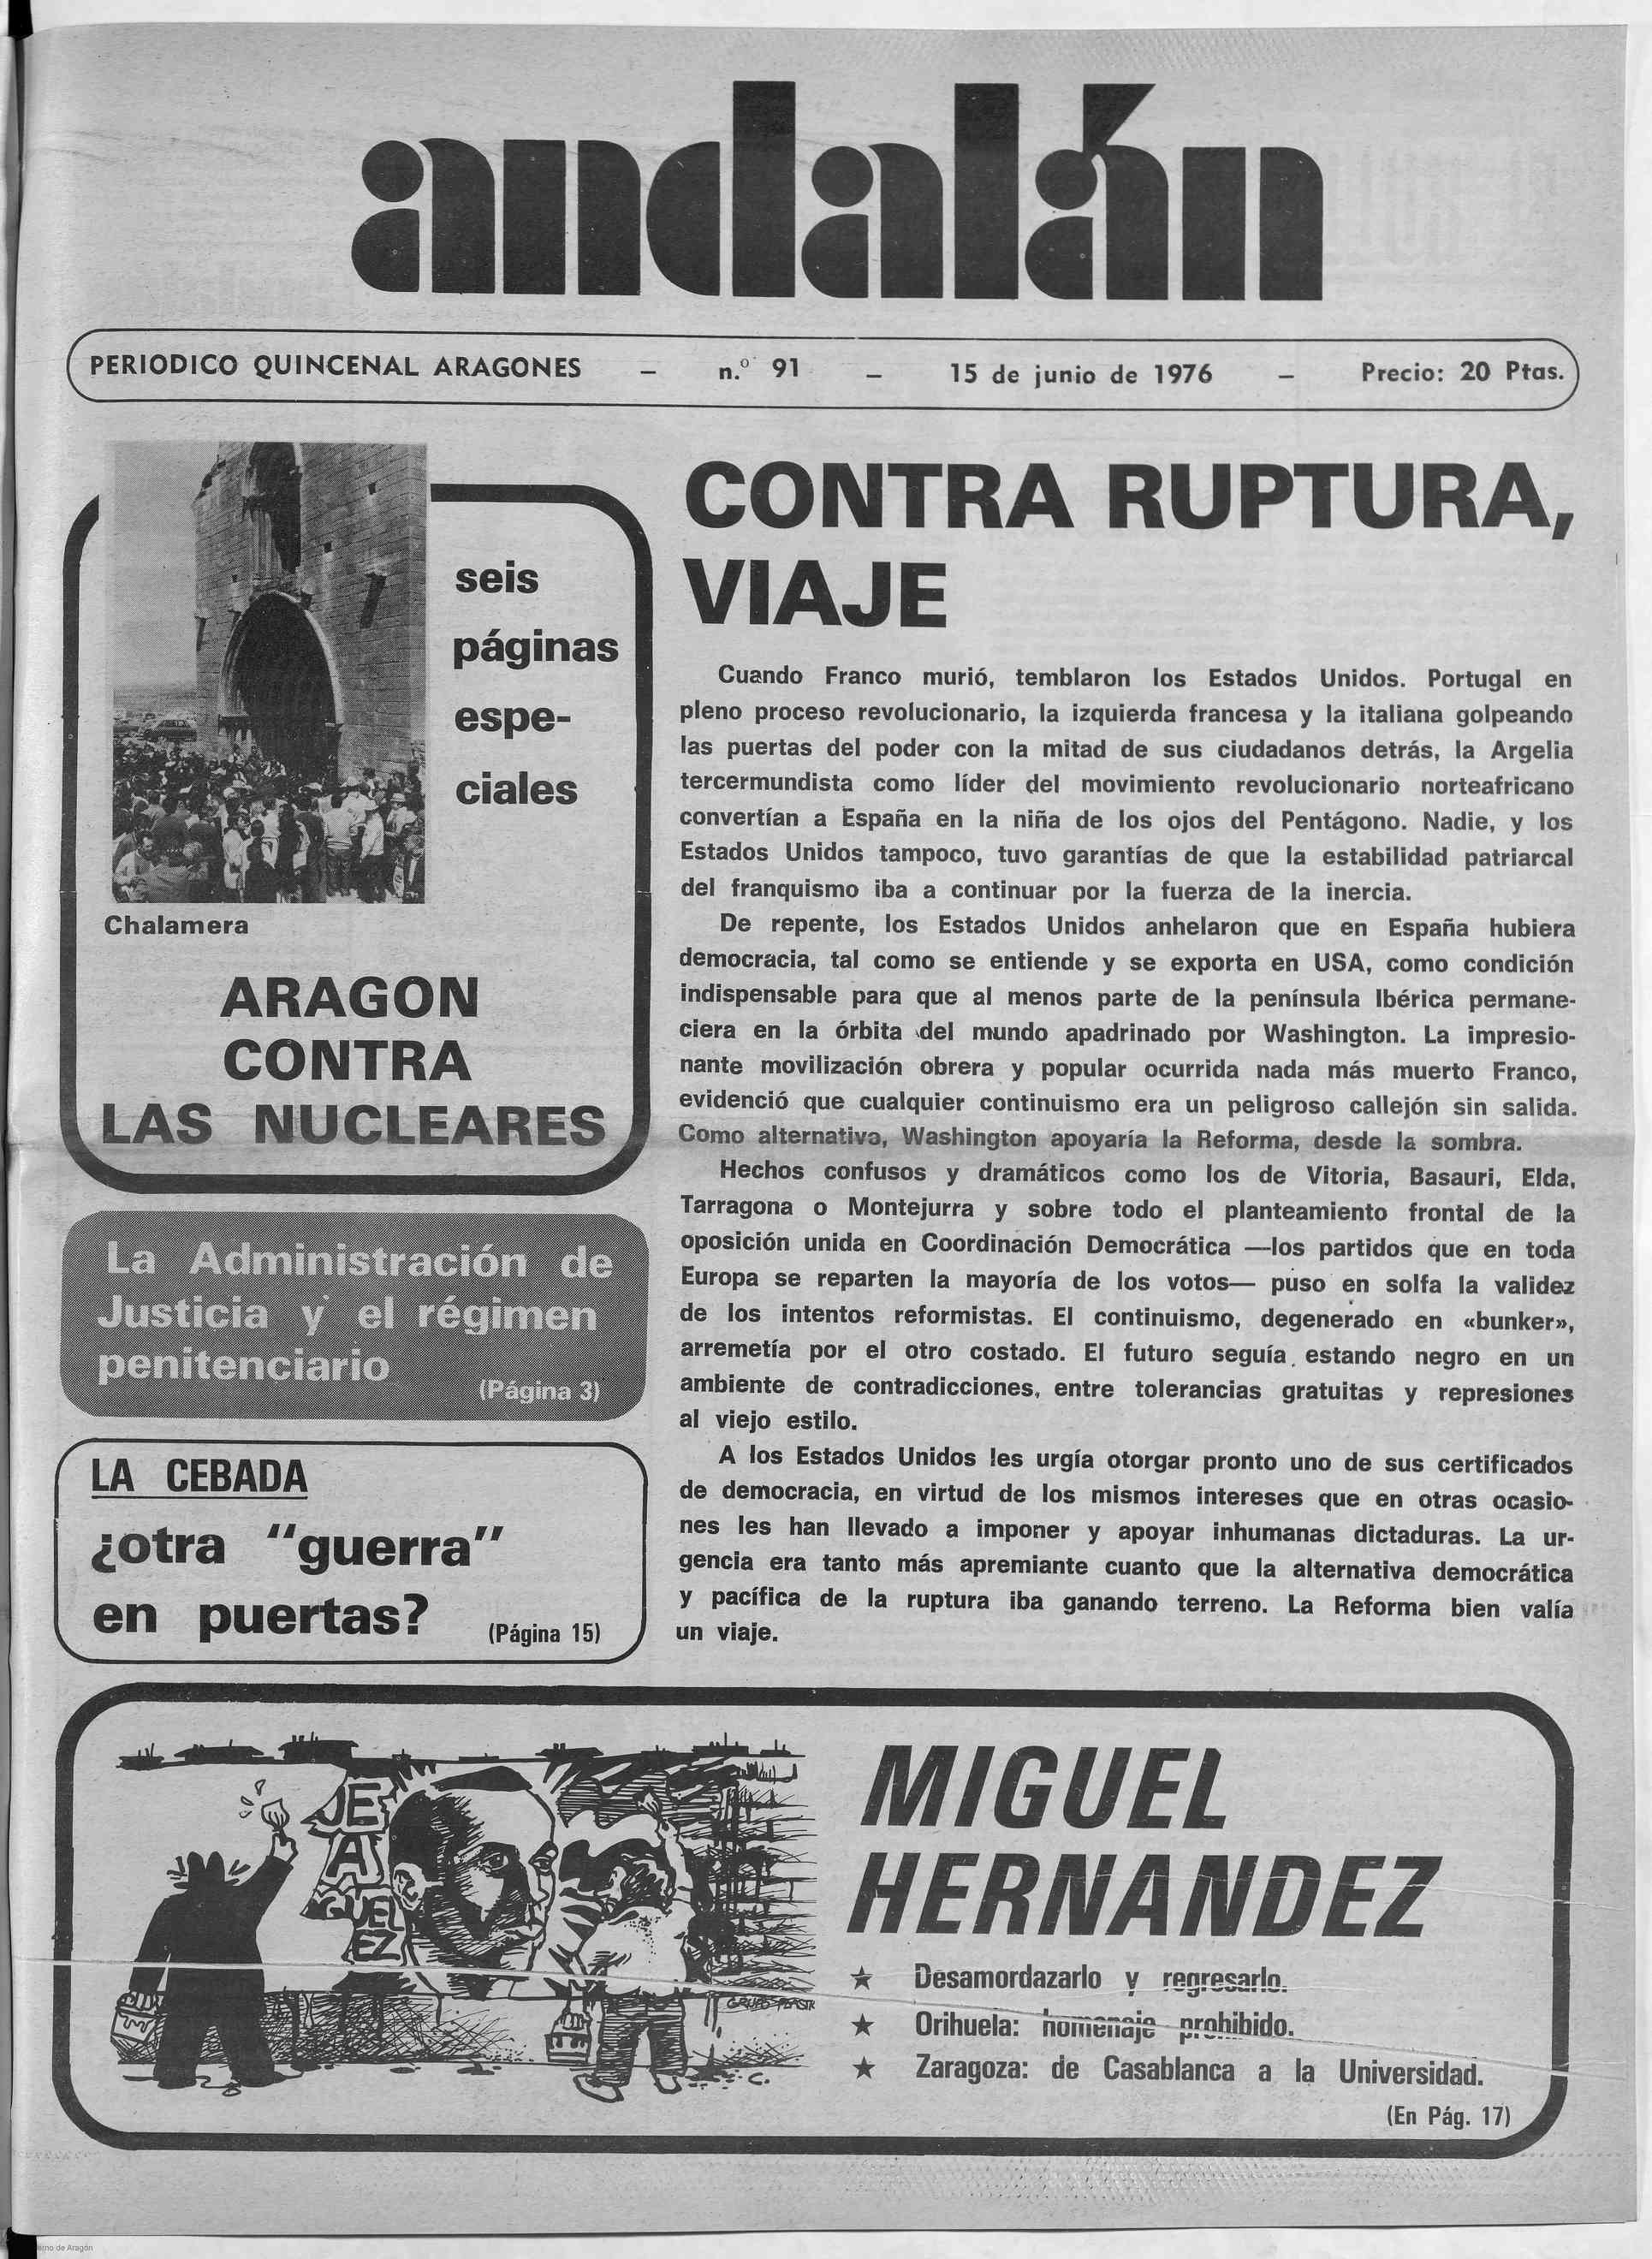 andalán
PERIODICO QUINCENAL ARAGONES – n.º 91 – 15 de junio de 1976 – Precio: 20 Ptas.
seis
páginas
espe-
ciales
Chalamera
ARAGON
CONTRA
LAS NUCLEARES
La Administración de
Justicia y el régimen
penitenciario
(Página 3)
LA CEBADA
¿otra "guerra"
en puertas?
(Página 15)
CONTRA RUPTURA,
VIAJE
Cuando Franco murió, temblaron los Estados Unidos. Portugal en
pleno proceso revolucionario, la izquierda francesa y la italiana golpeando
las puertas del poder con la mitad de sus ciudadanos detrás, la Argelia
tercermundista como líder del movimiento revolucionario norteafricano
convertían a España en la niña de los ojos del Pentágono. Nadie, y los
Estados Unidos tampoco, tuvo garantías de que la estabilidad patriarcal
del franquismo iba a continuar por la fuerza de la inercia.
De repente, los Estados Unidos anhelaron que en España hubiera
democracia, tal como se entiende y se exporta en USA, como condición
indispensable para que al menos parte de la península Ibérica permane-
ciera en la órbita del mundo apadrinado por Washington. La impresio-
nante movilización obrera y popular ocurrida nada más muerto Franco,
evidenció que cualquier continuismo era un peligroso callejón sin salida.
Como alternativa, Washington apoyaría la Reforma, desde la sombra.
Hechos confusos y dramáticos como los de Vitoria, Basauri, Elda,
Tarragona o Montejurra y sobre todo el planteamiento frontal de la
oposición unida en Coordinación Democrática —los partidos que en toda
Europa se reparten la mayoría de los votos— puso en solfa la validez
de los intentos reformistas. El continuismo, degenerado en «bunker»,
arremetía por el otro costado. El futuro seguía estando negro en un
ambiente de contradicciones, entre tolerancias gratuitas y represiones
al viejo estilo.
A los Estados Unidos les urgía otorgar pronto uno de sus certificados
de democracia, en virtud de los mismos intereses que en otras ocasio-
nes les han llevado a imponer y apoyar inhumanas dictaduras. La ur-
gencia era tanto más apremiante cuanto que la alternativa democrática
y pacífica de la ruptura iba ganando terreno. La Reforma bien valía
un viaje.
JE
A
GUEL
EZ
C.
MIGUEL
HERNANDEZ
★ Desamordazarlo y regresarlo.
★ Orihuela: homenaje prohibido.
★ Zaragoza: de Casablanca a la Universidad.
(En Pág. 17)
erno de Aragón